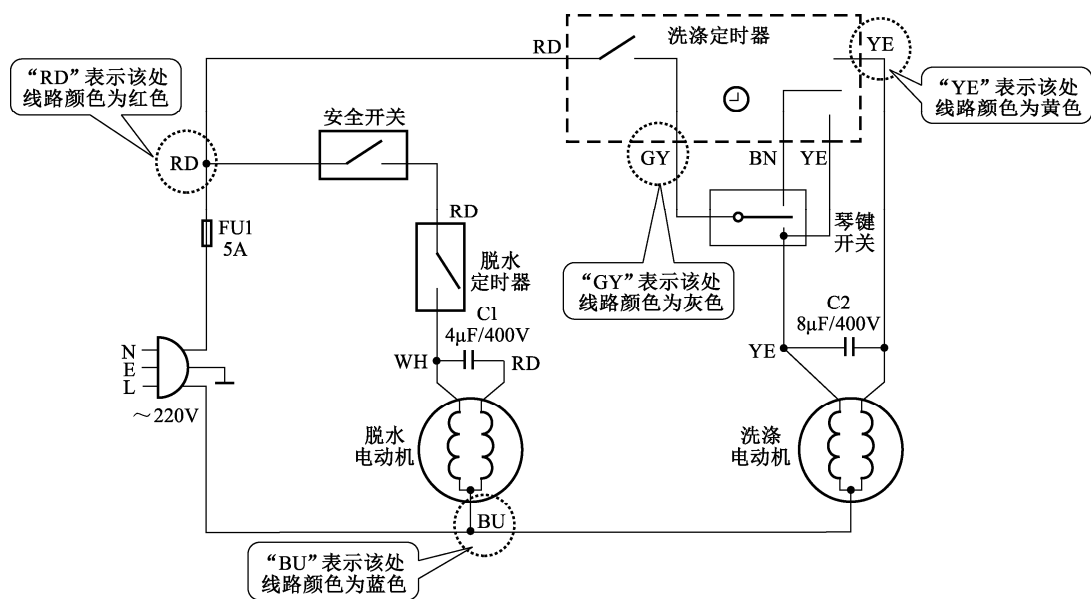 洗涤定时器
RD
YE
“RD”表示该处
线路颜色为红色
“YE”表示该处
线路颜色为黄色
安全开关
RD
GY
BN
YE
RD
FU1
5A
琴键
开关
脱水
定时器
“GY”表示该处
线路颜色为灰色
C1
4μF/400V
C2
8μF/400V
WH
RD
YE
N
E
L
～220V
脱水
电动机
洗涤
电动机
BU
“BU”表示该处
线路颜色为蓝色